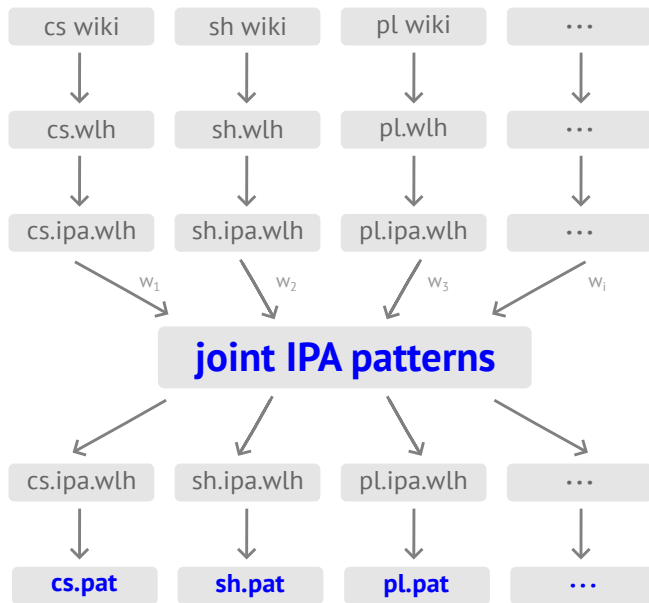 cs wiki sh wiki pl wiki ...
cs.wlh sh.wlh pl.wlh ...
cs.ipa.wlh sh.ipa.wlh pl.ipa.wlh ...
w₁ w₂ w₃ wᵢ
joint IPA patterns
cs.ipa.wlh sh.ipa.wlh pl.ipa.wlh ...
cs.pat sh.pat pl.pat ...